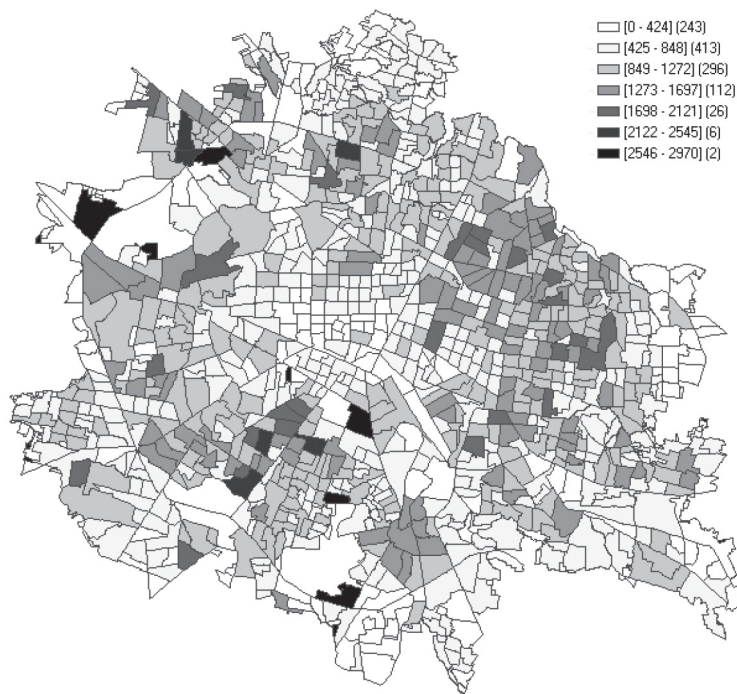 [0 - 424] (243)
[425 - 848] (413)
[849 - 1272] (296)
[1273 - 1697] (112)
[1698 - 2121] (26)
[2122 - 2545] (6)
[2546 - 2970] (2)